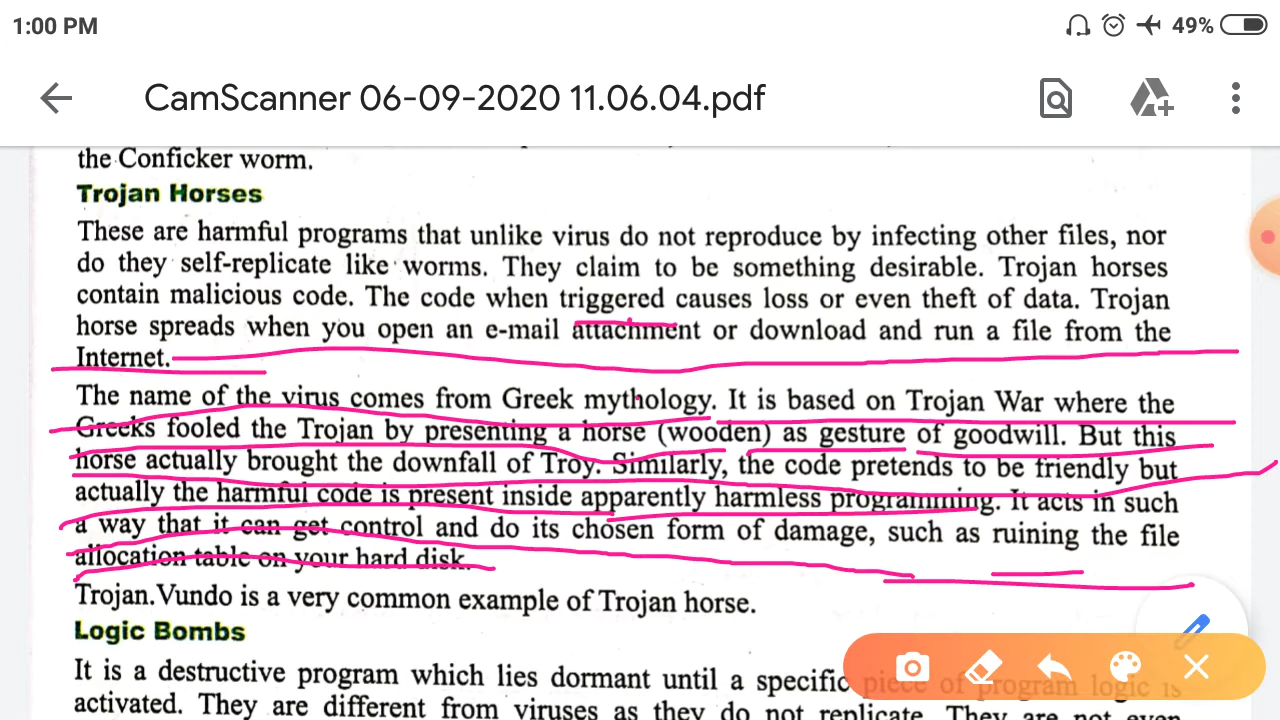 1:00 PM
49%
CamScanner 06-09-2020 11.06.04.pdf
the Conficker worm.
Trojan Horses
These are harmful programs that unlike virus do not reproduce by infecting other files, nor
do they self-replicate like worms. They claim to be something desirable. Trojan horses
contain malicious code. The code when triggered causes loss or even theft of data. Trojan
horse spreads when you open an e-mail attachment or download and run a file from the
Internet.
The name of the virus comes from Greek mythology. It is based on Trojan War where the
Greeks fooled the Trojan by presenting a horse (wooden) as gesture of goodwill. But this
horse actually brought the downfall of Troy. Similarly, the code pretends to be friendly but
actually the harmful code is present inside apparently harmless programming. It acts in such
a way that it can get control and do its chosen form of damage, such as ruining the file
allocation table on your hard disk.
Trojan.Vundo is a very common example of Trojan horse.
Logic Bombs
It is a destructive program which lies dormant until a specific piece of program logic is
activated. They are different from viruses as they do not replicate. They are not even